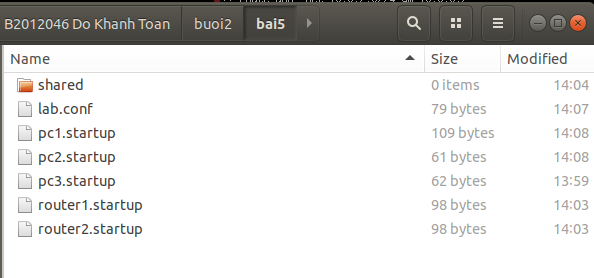 B2012046 Do Khanh Toan buoi2 bai5
Name Size Modified
shared 0 items 14:04
lab.conf 79 bytes 14:07
pc1.startup 109 bytes 14:08
pc2.startup 61 bytes 14:08
pc3.startup 62 bytes 13:59
router1.startup 98 bytes 14:03
router2.startup 98 bytes 14:03